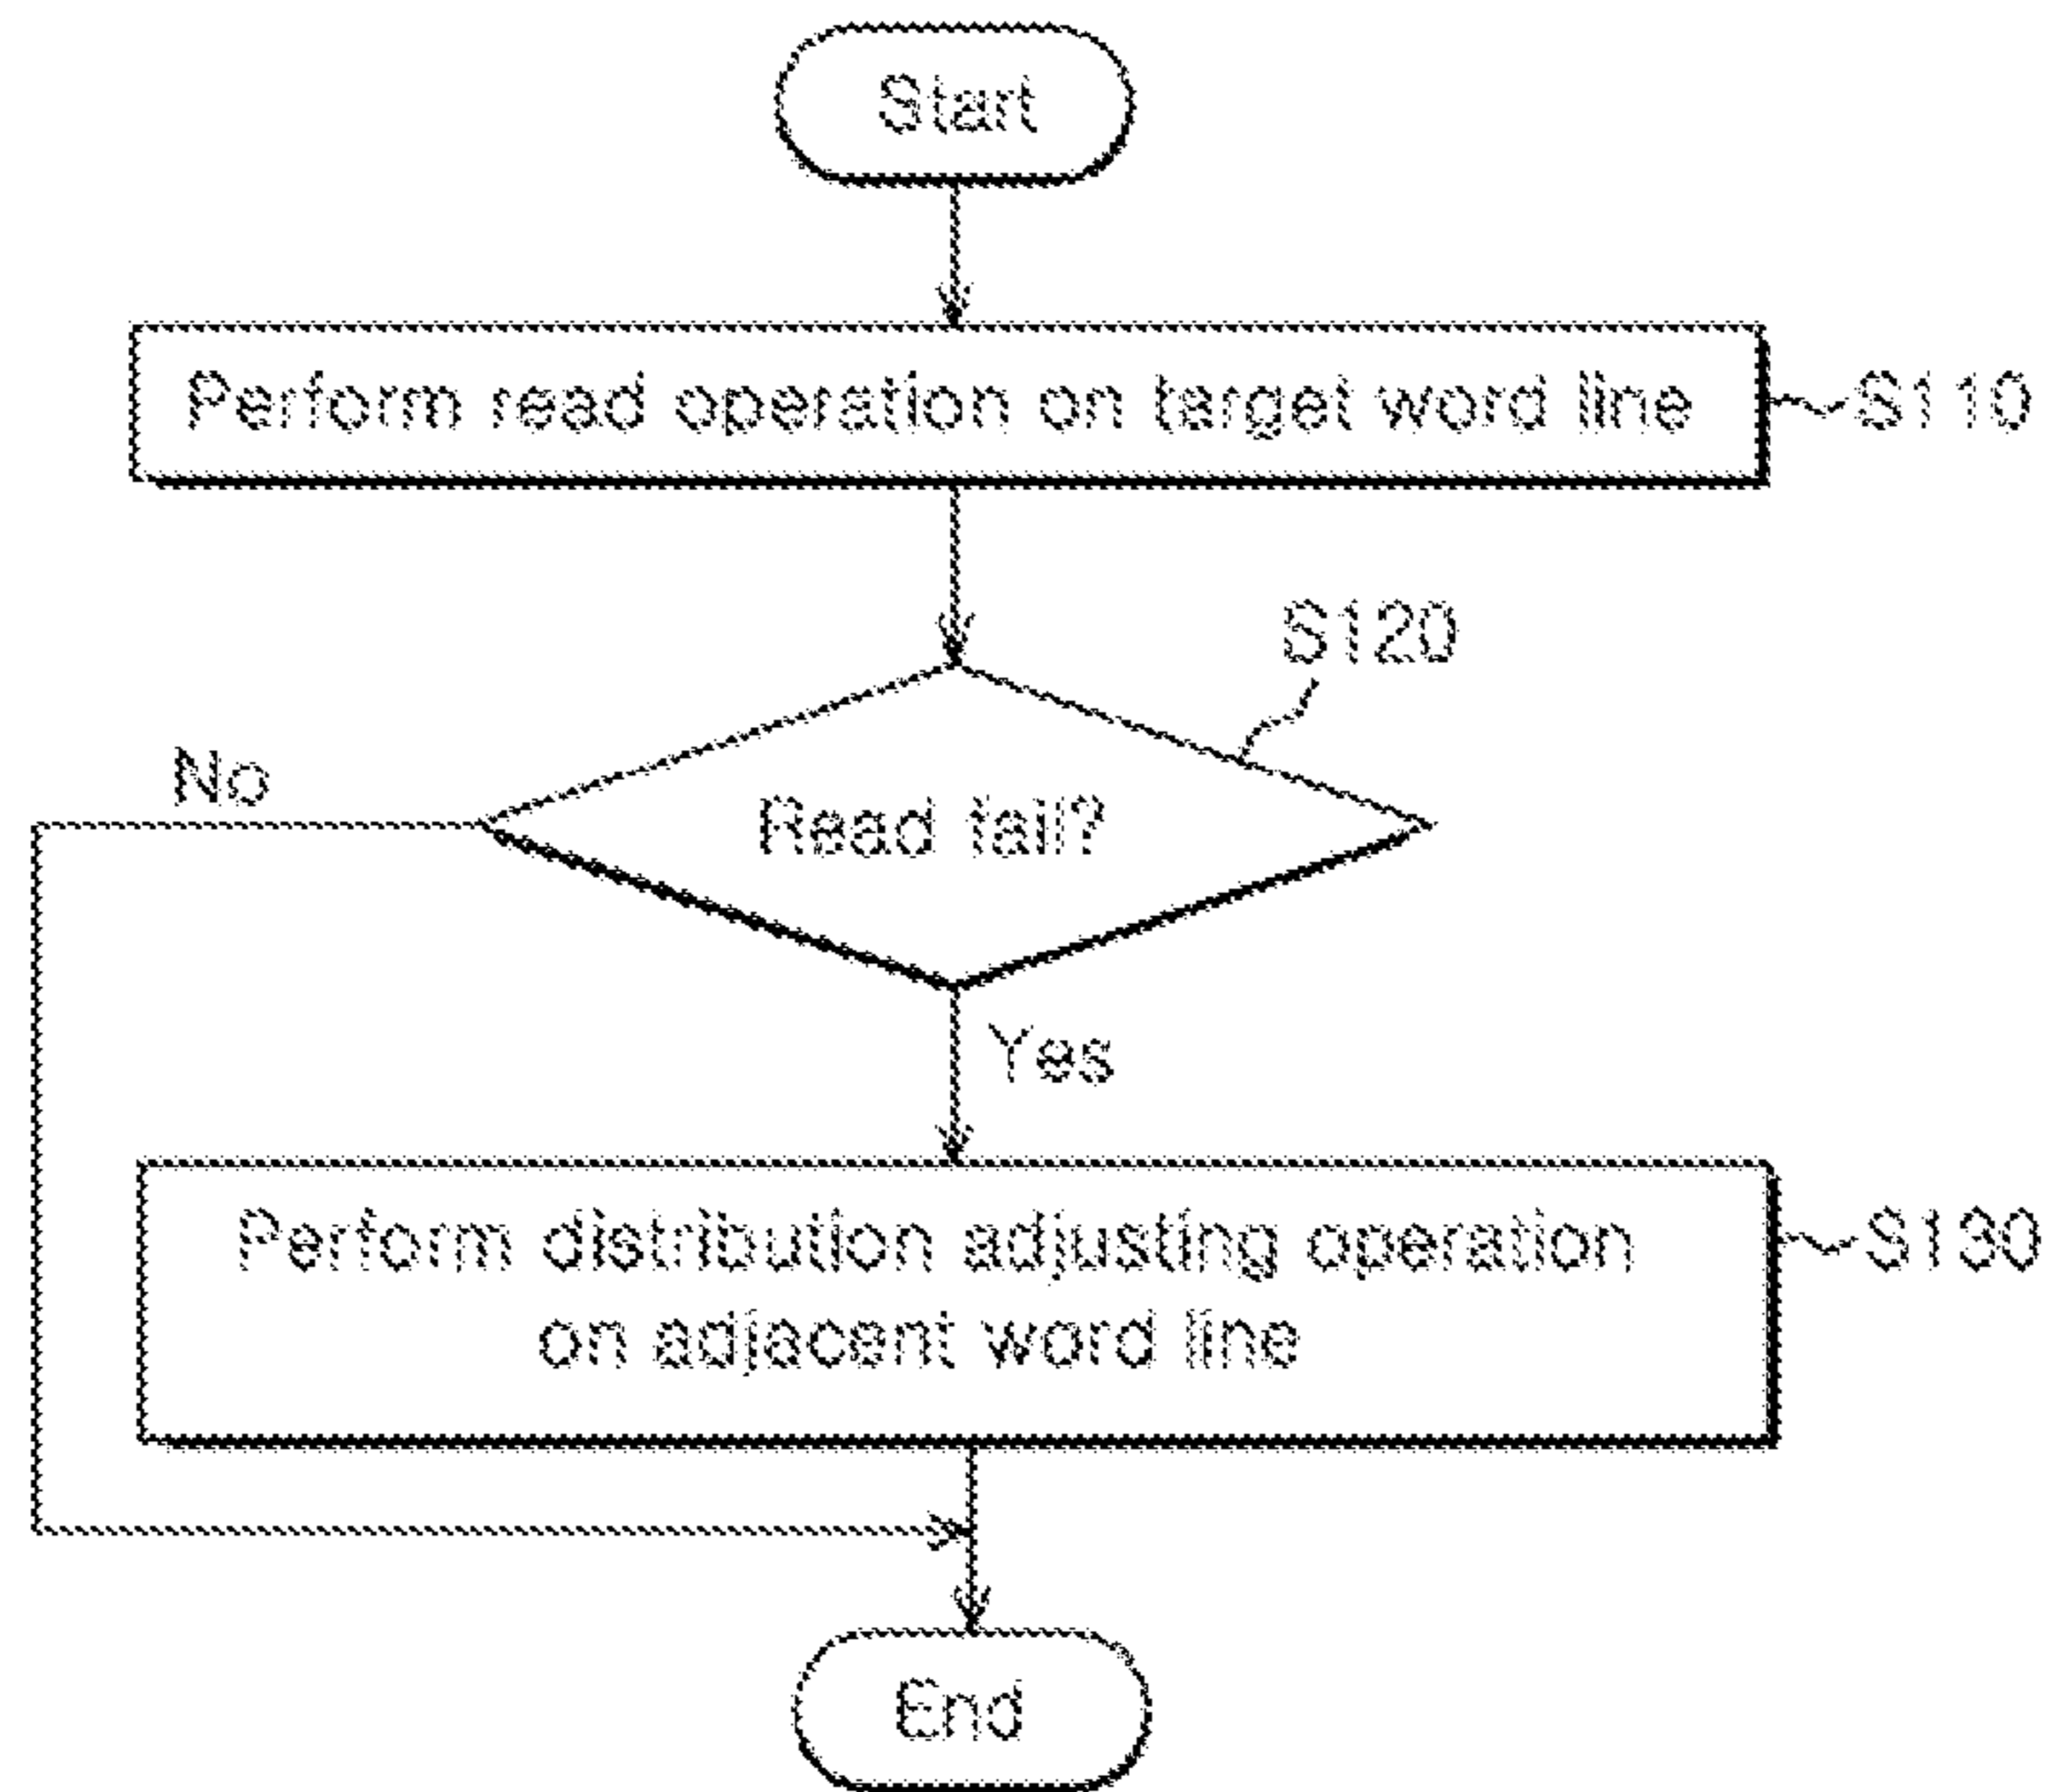 Start
Perform read operation on target word line
S110
S120
No
Read fail?
Yes
Perform distribution adjusting operation
on adjacent word line
S130
End